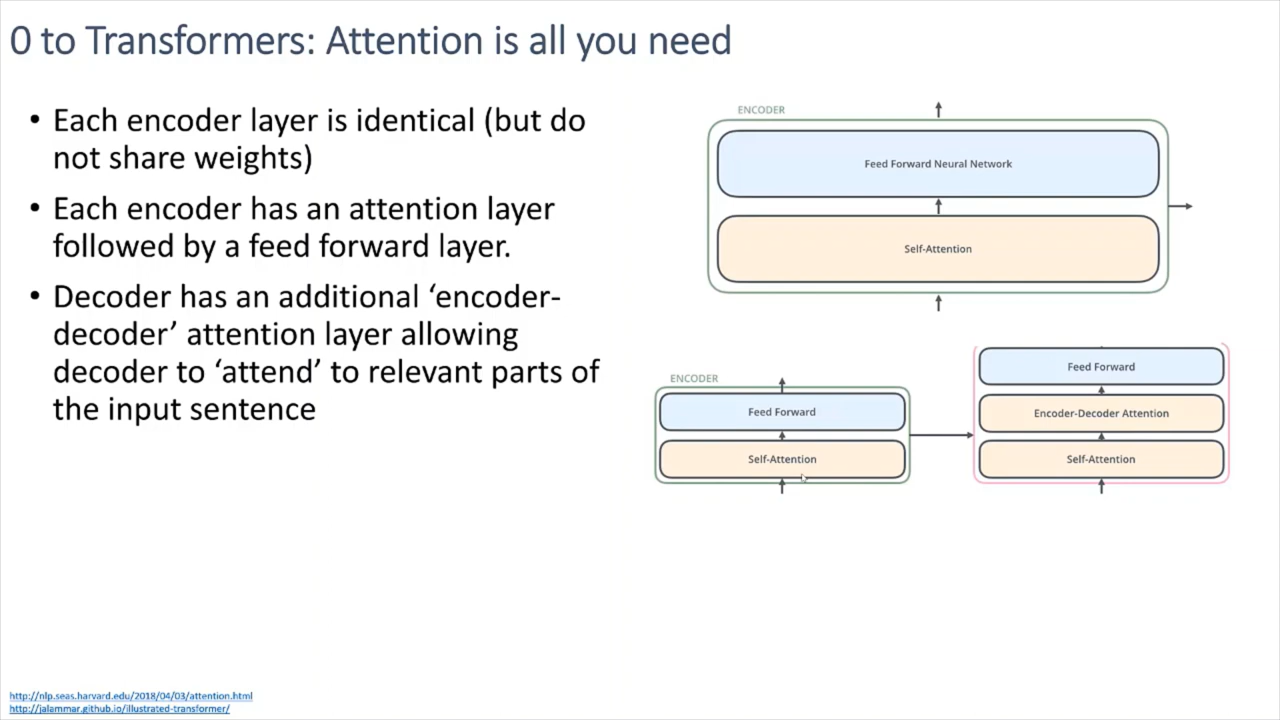 0 to Transformers: Attention is all you need
• Each encoder layer is identical (but do
not share weights)
• Each encoder has an attention layer
followed by a feed forward layer.
• Decoder has an additional ‘encoder-
decoder’ attention layer allowing
decoder to ‘attend’ to relevant parts of
the input sentence
ENCODER
Feed Forward Neural Network
Self-Attention
ENCODER
Feed Forward
Self-Attention
Feed Forward
Encoder-Decoder Attention
Self-Attention
http://nlp.seas.harvard.edu/2018/04/03/attention.html
http://jalammar.github.io/illustrated-transformer/